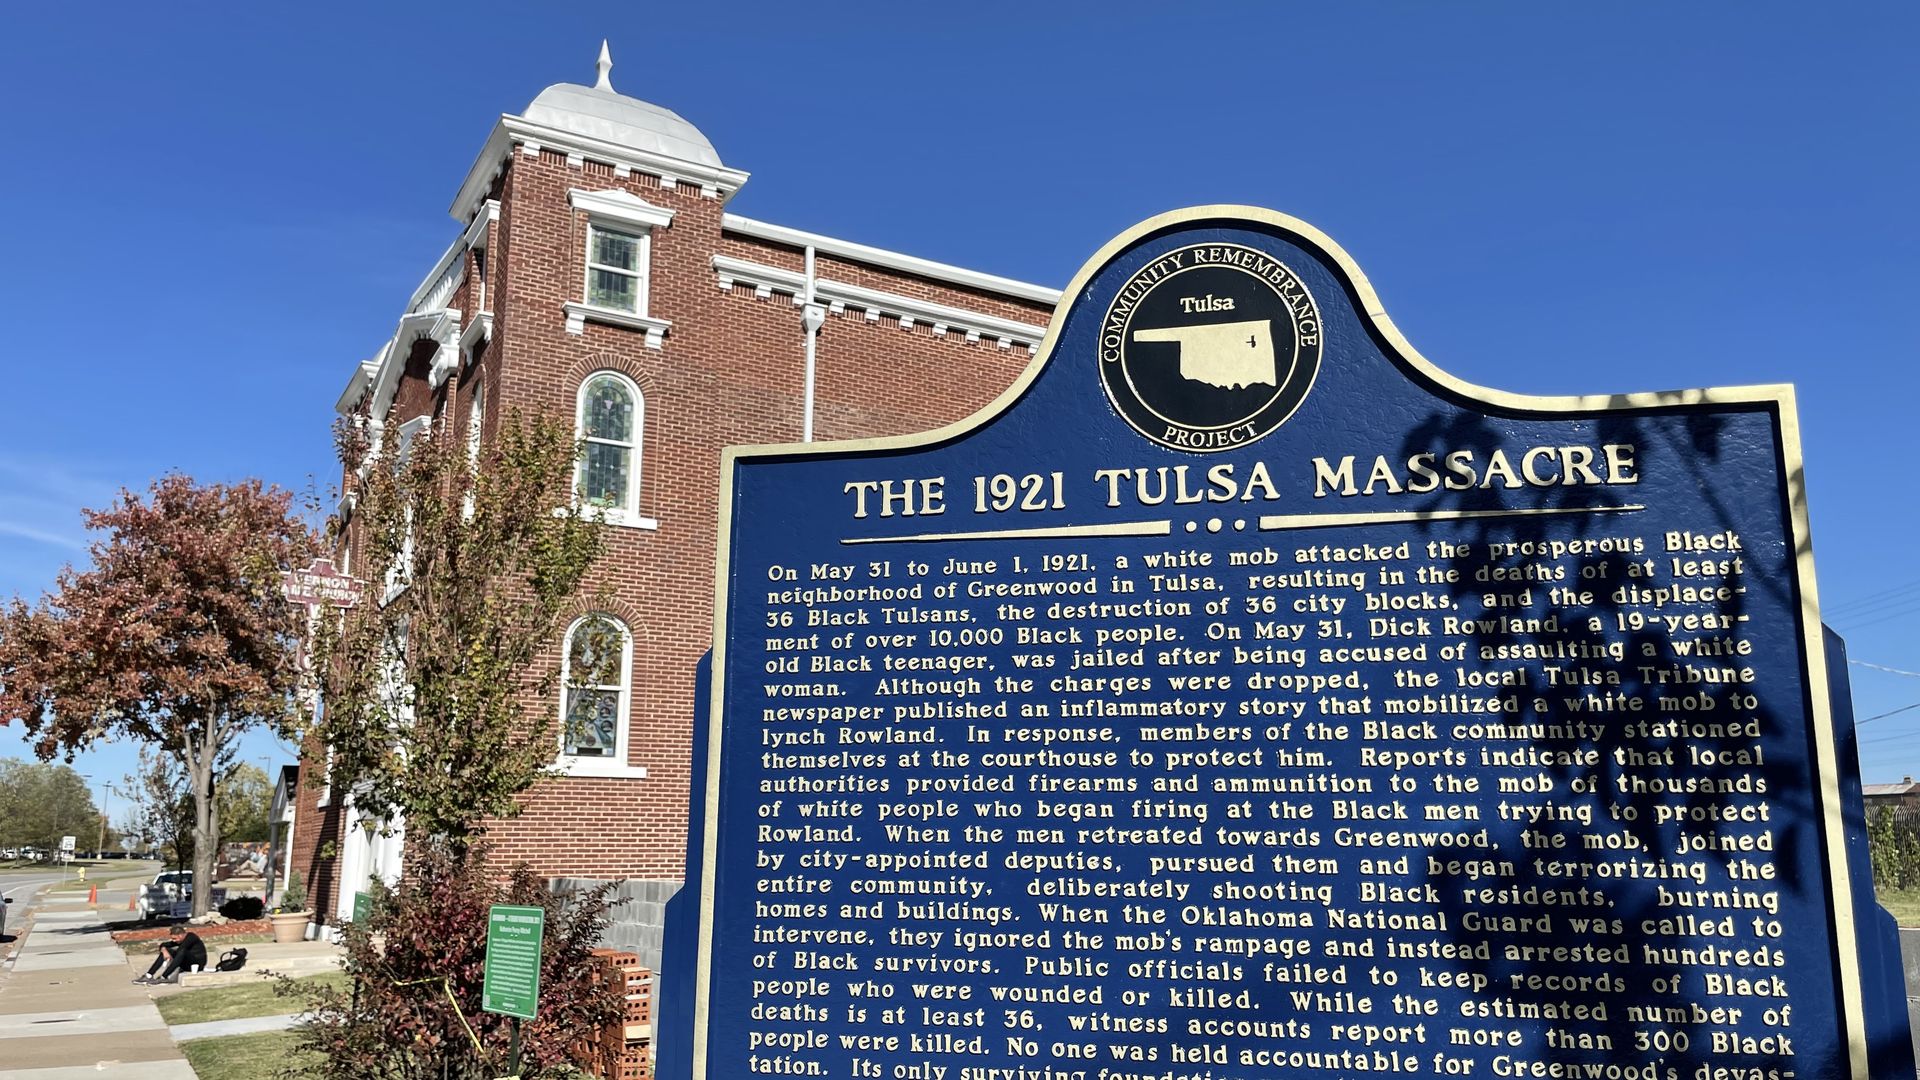 COMMUNITY REMEMBRANCE
Tulsa
PROJECT
THE 1921 TULSA MASSACRE
On May 31 to June 1, 1921, a white mob attacked the prosperous Black
neighborhood of Greenwood in Tulsa, resulting in the deaths of at least
36 Black Tulsans, the destruction of 36 city blocks, and the displace-
ment of over 10,000 Black people. On May 31, Dick Rowland, a 19-year-
old Black teenager, was jailed after being accused of assaulting a white
woman. Although the charges were dropped, the local Tulsa Tribune
newspaper published an inflammatory story that mobilized a white mob to
lynch Rowland. In response, members of the Black community stationed
themselves at the courthouse to protect him. Reports indicate that local
authorities provided firearms and ammunition to the mob of thousands
of white people who began firing at the Black men trying to protect
Rowland. When the men retreated towards Greenwood, the mob, joined
by city-appointed deputies, pursued them and began terrorizing the
entire community, deliberately shooting Black residents, burning
homes and buildings. When the Oklahoma National Guard was called to
intervene, they ignored the mob's rampage and instead arrested hundreds
of Black survivors. Public officials failed to keep records of Black
people who were wounded or killed. While the estimated number of
deaths is at least 36, witness accounts report more than 300 Black
people were killed. No one was held accountable for Greenwood's devas-
tation. Its only surviving
VERNON
A.M.E. CHURCH